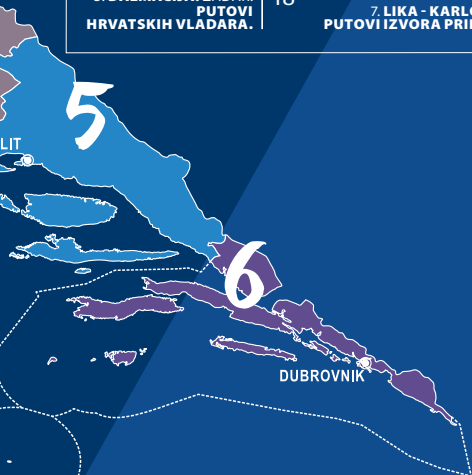 PUTOVI
HRVATSKIH VLADARA.
7. LIKA - KARLO
PUTOVI IZVORA PRI
5
LIT
6
DUBROVNIK